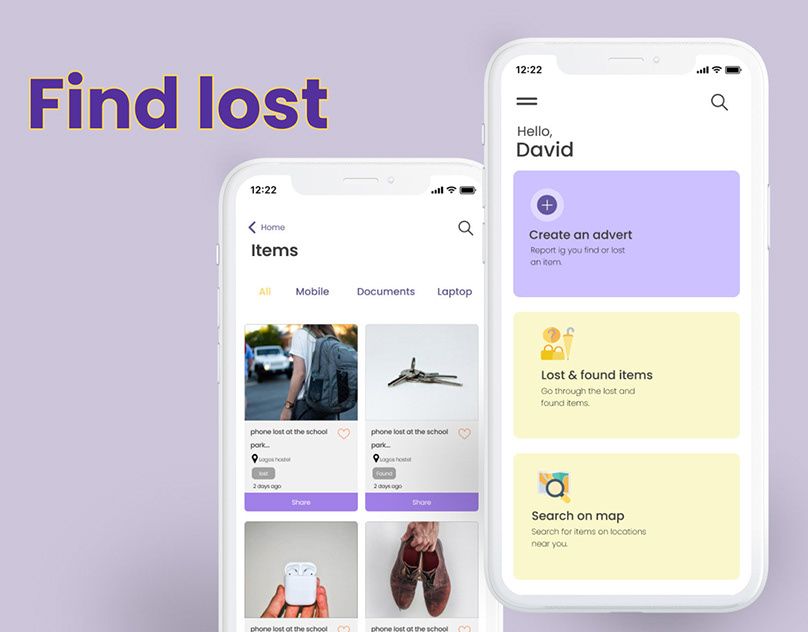 Find lost
12:22
Home
Items
All
Mobile
Documents
Laptop
phone lost at the school
park...
Lagos hostel
lost
2 days ago
Share
phone lost at the school
park...
Lagos hostel
Found
2 days ago
Share
phone lost at the school
phone lost at the school
12:22
Hello,
David
Create an advert
Report ig you find or lost
an item.
Lost & found items
Go through the lost and
found items.
Search on map
Search for items on locations
near you.